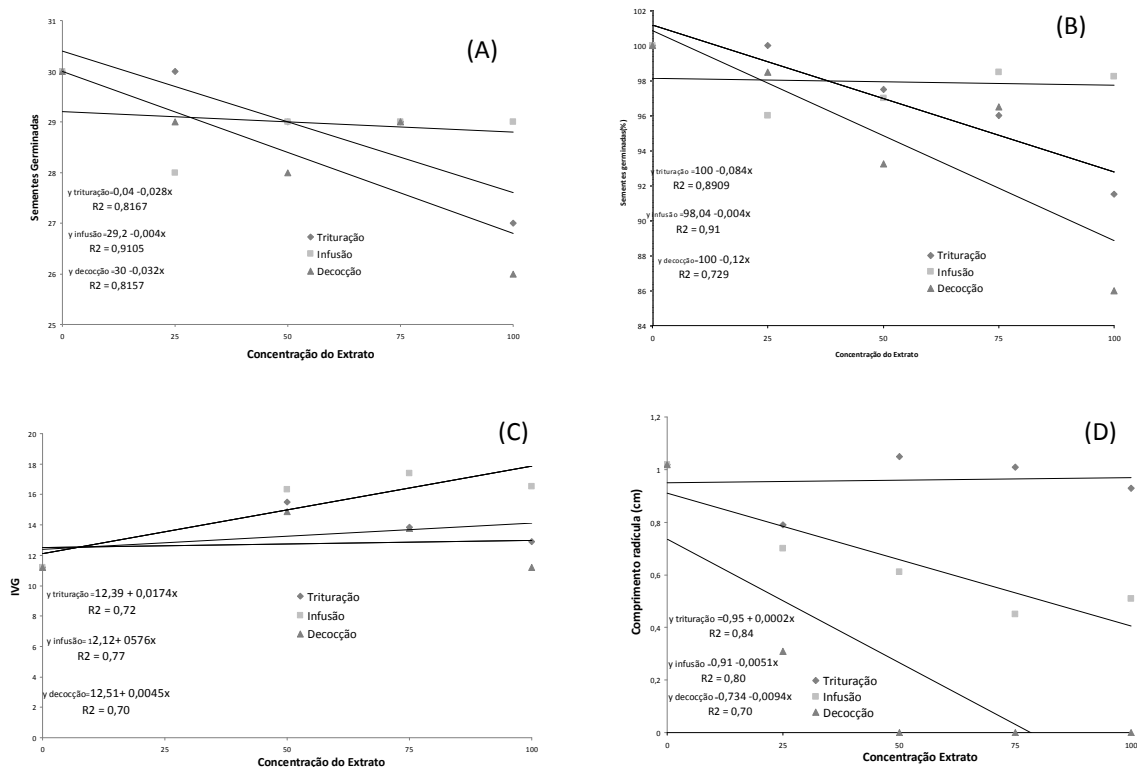 (A)
31
30
29
28
27
26
25
Sementes Germinadas
y trituração=0,04 -0,028x
R2 = 0,8167
y infusão=29,2 -0,004x
R2 = 0,9105
y decocção=30 -0,032x
R2 = 0,8157
Trituração
Infusão
Decocção
0 25 50 75 100
Concentração do Extrato
(B)
102
100
98
96
94
92
90
88
86
84
Sementes germinadas(%)
y trituração =100 -0,084x
R2 = 0,8909
y infusão=98,04 -0,004x
R2 = 0,91
y decocção=100 -0,12x
R2 = 0,729
Trituração
Infusão
Decocção
0 25 50 75 100
Concentração do Extrato
(C)
20
18
16
14
12
10
8
6
4
2
0
IVG
y trituração=12,39 + 0,0174x
R2 = 0,72
y infusão= 12,12+ 0576x
R2 = 0,77
y decocção=12,51+ 0,0045x
R2 = 0,70
Trituração
Infusão
Decocção
0 50 75 100
Concentração do Extrato
(D)
1,2
1
0,8
0,6
0,4
0,2
0
Comprimento radícula (cm)
y trituração=0,95 + 0,0002x
R2 = 0,84
y infusão=0,91 -0,0051x
R2 = 0,80
y decocção=0,734 -0,0094x
R2 = 0,70
Trituração
Infusão
Decocção
0 25 50 75 100
Concentração Extrato